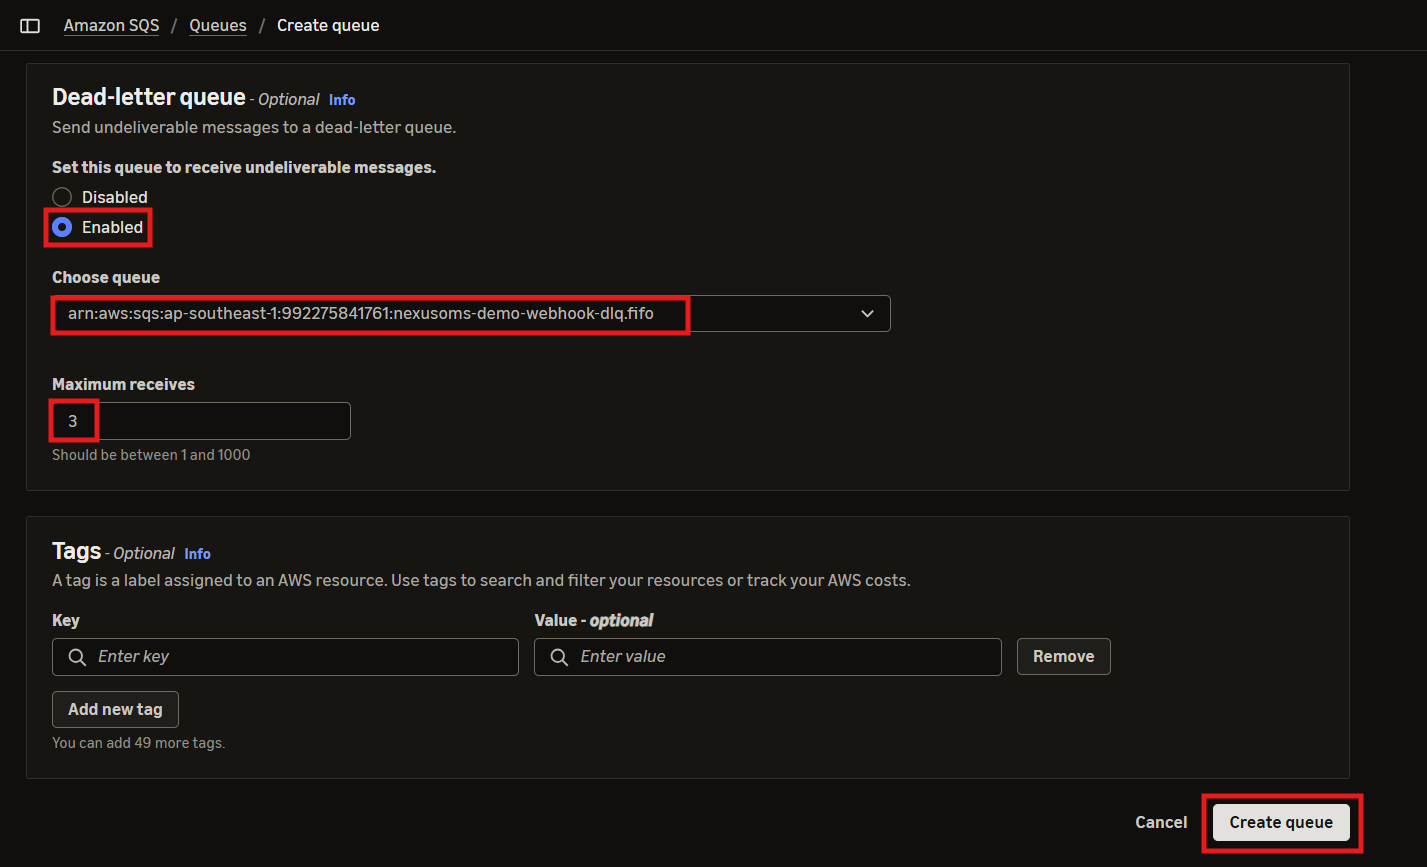 Amazon SQS / Queues / Create queue
Dead-letter queue - Optional Info
Send undeliverable messages to a dead-letter queue.
Set this queue to receive undeliverable messages.
Disabled
Enabled
Choose queue
arn:aws:sqs:ap-southeast-1:992275841761:nexusoms-demo-webhook-dlq.fifo
Maximum receives
3
Should be between 1 and 1000
Tags - Optional Info
A tag is a label assigned to an AWS resource. Use tags to search and filter your resources or track your AWS costs.
Key Value - optional
Enter key Enter value Remove
Add new tag
You can add 49 more tags.
Cancel Create queue